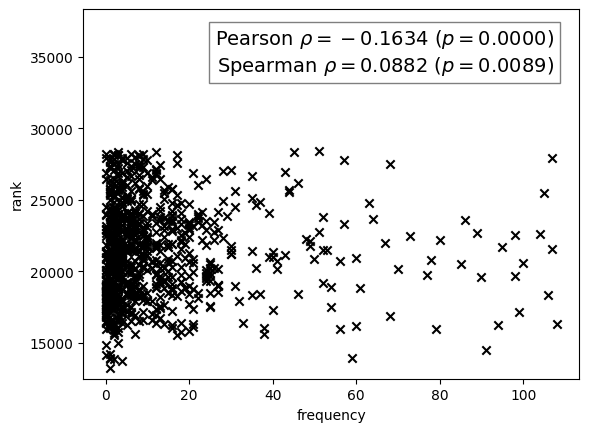 Pearson ρ = −0.1634 (p = 0.0000)
Spearman ρ = 0.0882 (p = 0.0089)
35000
30000
25000
20000
15000
rank
0 20 40 60 80 100
frequency